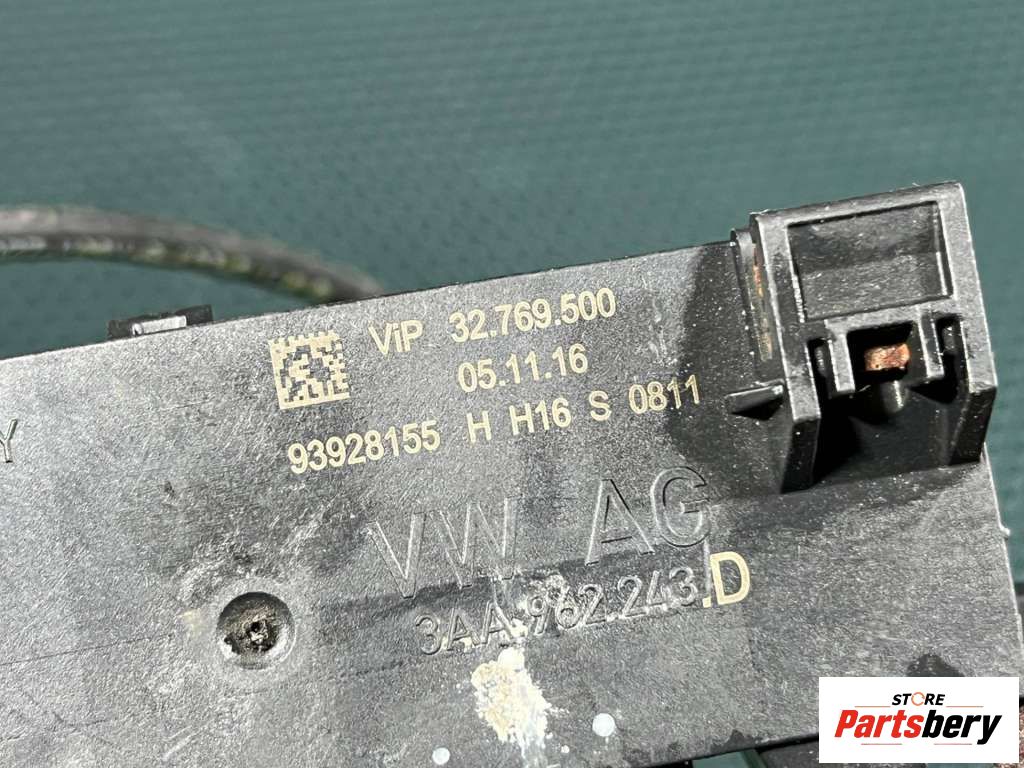 ViP 32.769.500
05.11.16
93928155 H H16 S 0811
Y
VW AG
3AA.962.243.D
STORE
Partsbery